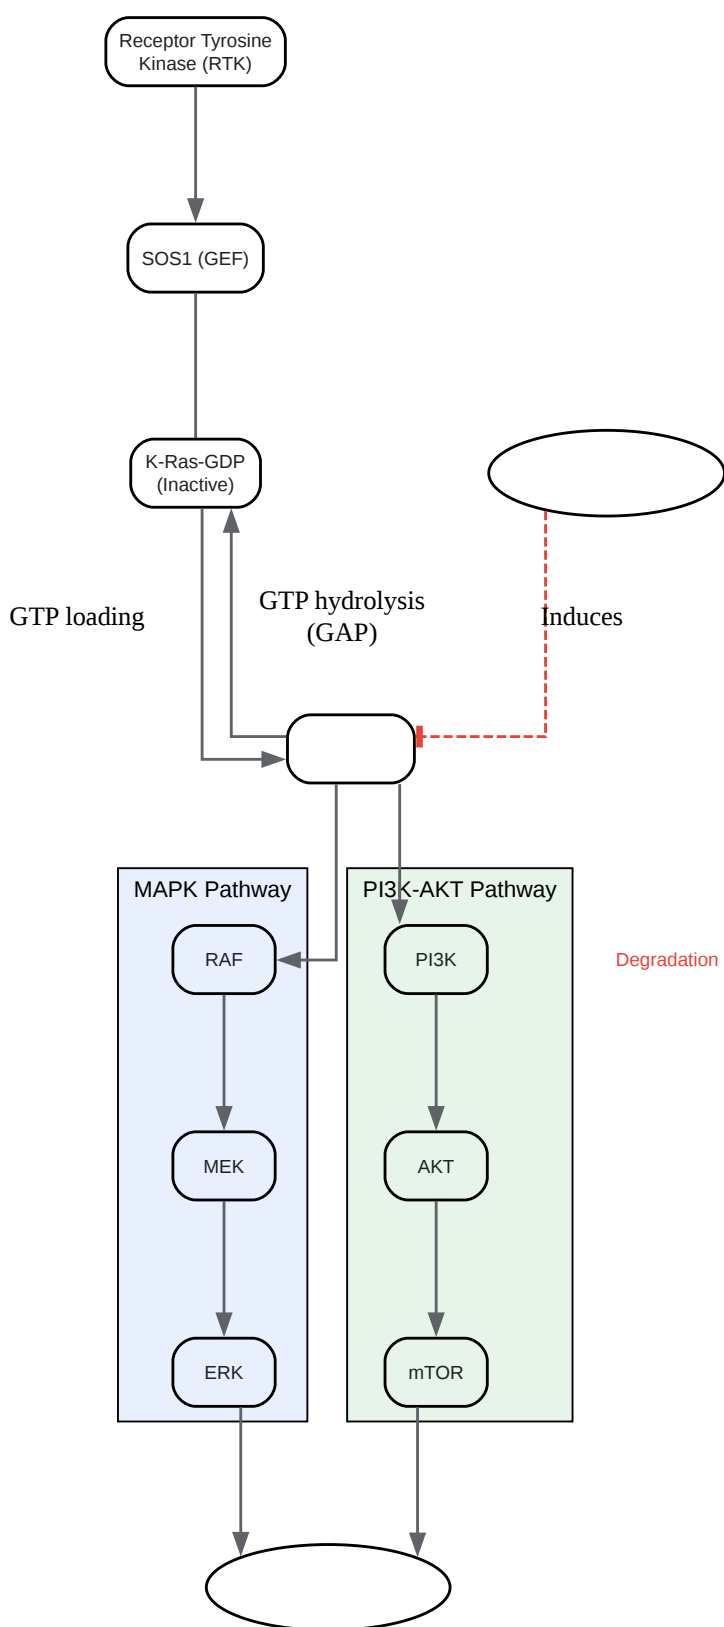 Receptor Tyrosine
Kinase (RTK)
SOS1 (GEF)
K-Ras-GDP
(Inactive)
GTP loading
GTP hydrolysis
(GAP)
Induces
MAPK Pathway
PI3K-AKT Pathway
RAF
PI3K
Degradation
MEK
AKT
ERK
mTOR